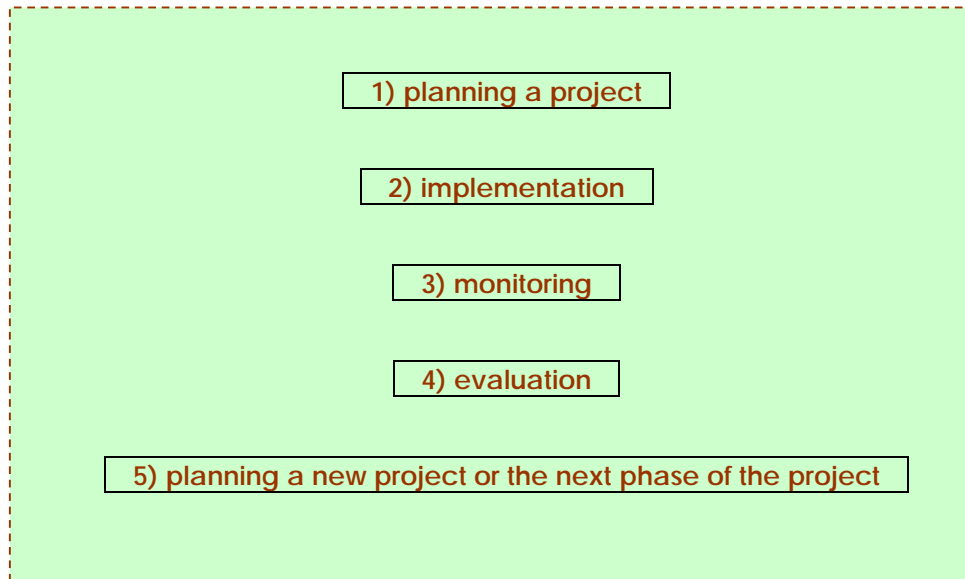 1) planning a project
2) implementation
3) monitoring
4) evaluation
5) planning a new project or the next phase of the project